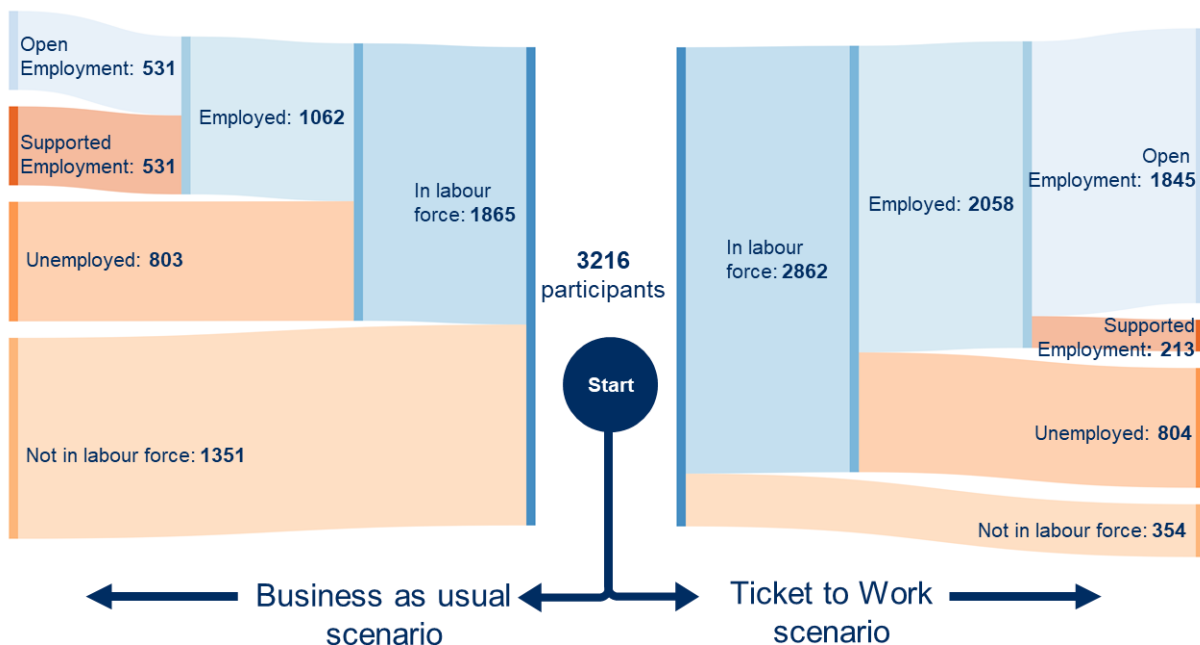 Open
Employment: 531
Supported
Employment: 531
Employed: 1062
Unemployed: 803
In labour
force: 1865
Not in labour force: 1351
3216
participants
Start
In labour
force: 2862
Employed: 2058
Open
Employment: 1845
Supported
Employment: 213
Unemployed: 804
Not in labour force: 354
Business as usual
scenario
Ticket to Work
scenario